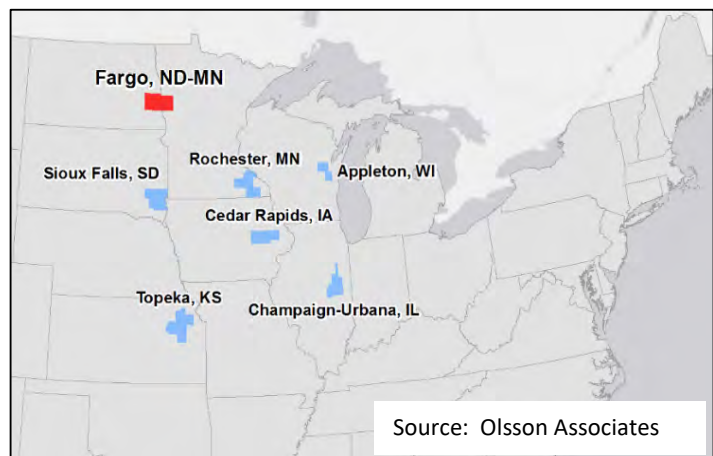 Fargo, ND-MN
Rochester, MN
Sioux Falls, SD
Appleton, WI
Cedar Rapids, IA
Topeka, KS
Champaign-Urbana, IL
Source: Olsson Associates